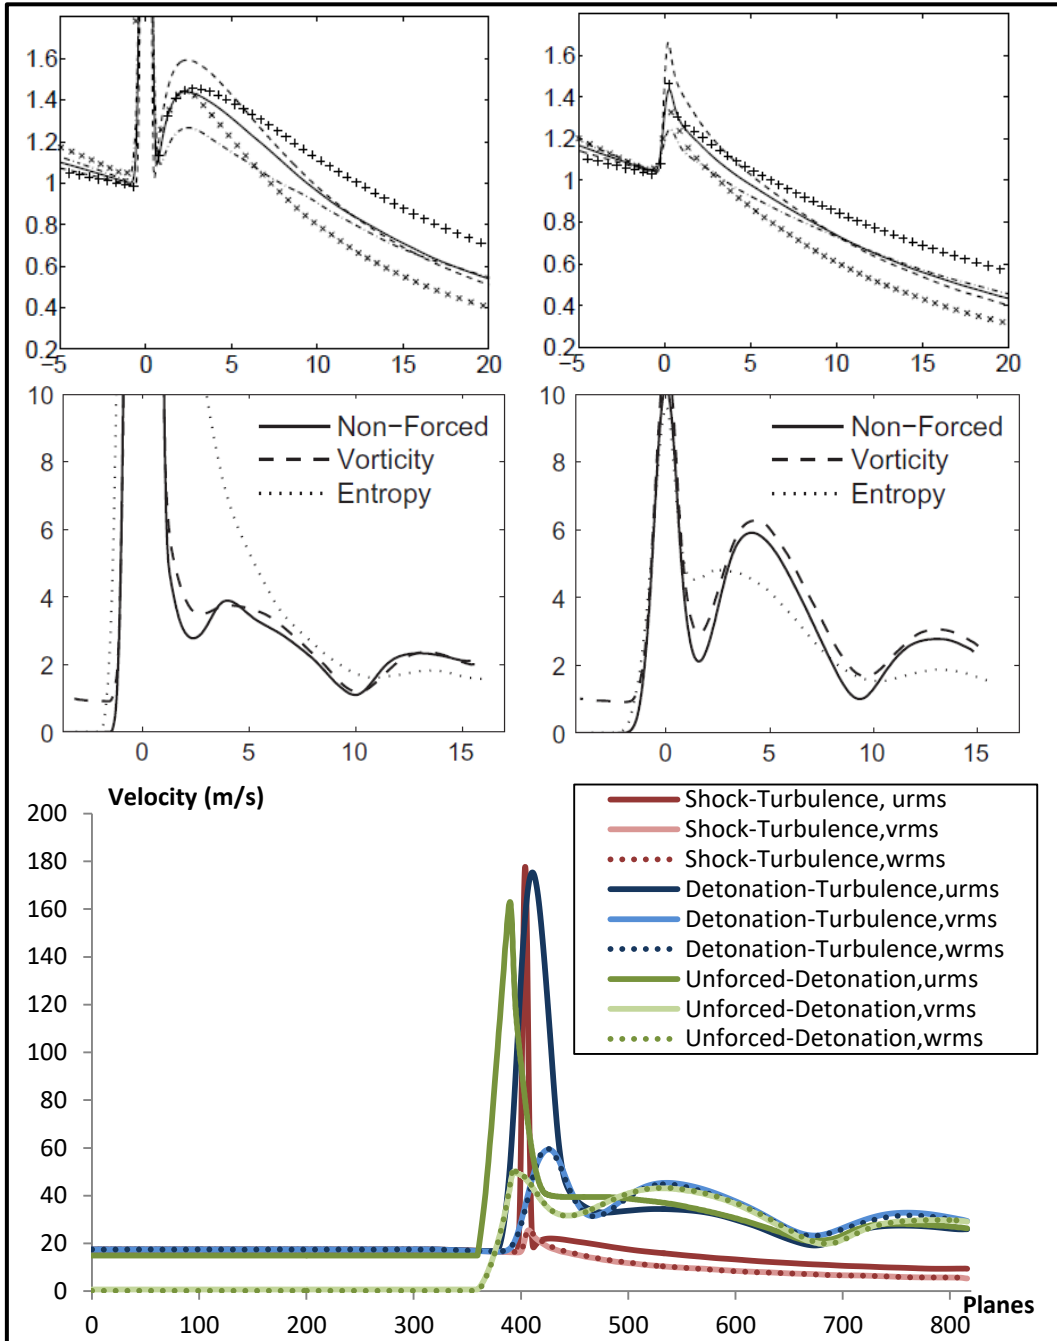 1.6
1.4
1.2
1
0.8
0.6
0.4
0.2
−5 0 5 10 15 20
1.6
1.4
1.2
1
0.8
0.6
0.4
0.2
−5 0 5 10 15 20
10
8
6
4
2
0
0 5 10 15
Non−Forced
Vorticity
Entropy
10
8
6
4
2
0
0 5 10 15
Non−Forced
Vorticity
Entropy
Velocity (m/s)
200
180
160
140
120
100
80
60
40
20
0
0 100 200 300 400 500 600 700 800
Planes
Shock-Turbulence, urms
Shock-Turbulence,vrms
Shock-Turbulence,wrms
Detonation-Turbulence,urms
Detonation-Turbulence,vrms
Detonation-Turbulence,wrms
Unforced-Detonation,urms
Unforced-Detonation,vrms
Unforced-Detonation,wrms